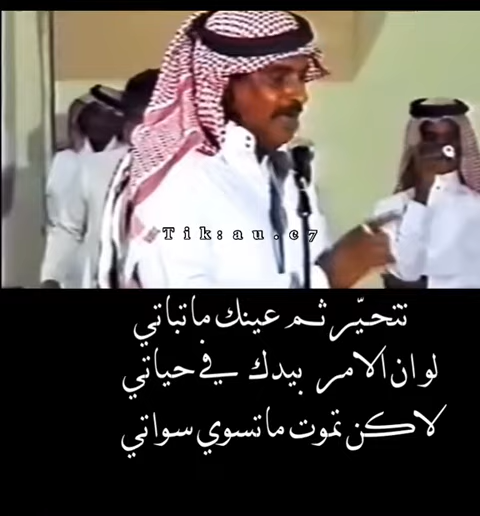 Tik:au.c7
تتحيّر ثم عينك ماتباتي
لو ان الامر بيدك في حياتي
لاكن تموت ماتسوي سواتي